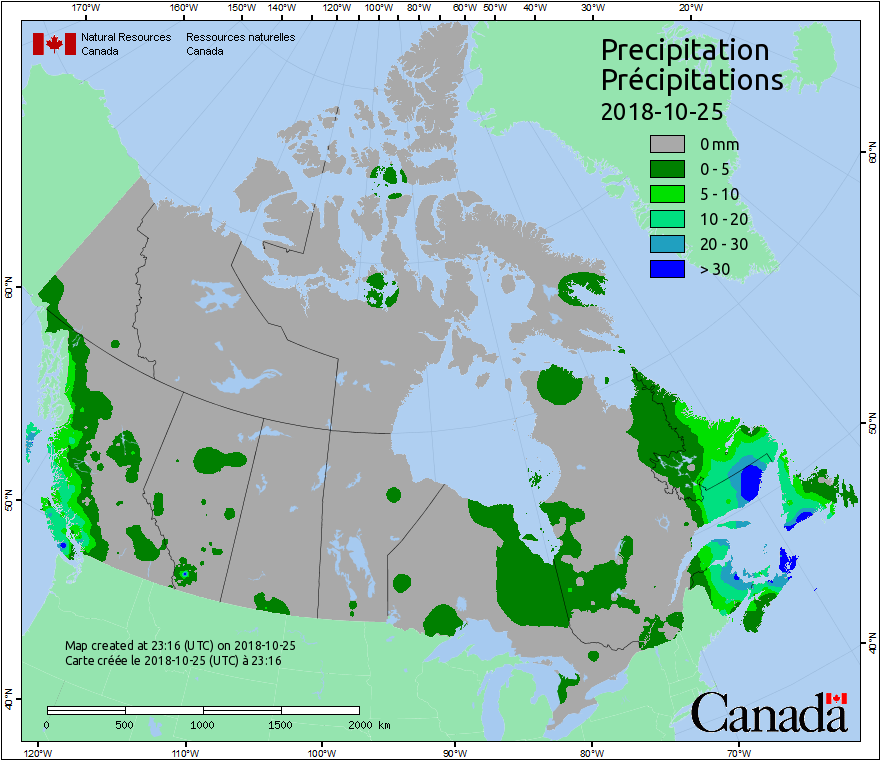 170°W 160°W 150°W 140°W 120°W 100°W 80°W 60°W 50°W 40°W 30°W 20°W
Natural Resources Ressources naturelles
Canada Canada
Precipitation
Précipitations
2018-10-25
0 mm
0 - 5
5 - 10
10 - 20
20 - 30
> 30
60°N
60°N
50°N
50°N
40°N
40°N
Map created at 23:16 (UTC) on 2018-10-25
Carte créée le 2018-10-25 (UTC) à 23:16
0 500 1000 1500 2000 km
Canada
120°W 110°W 100°W 90°W 80°W 70°W